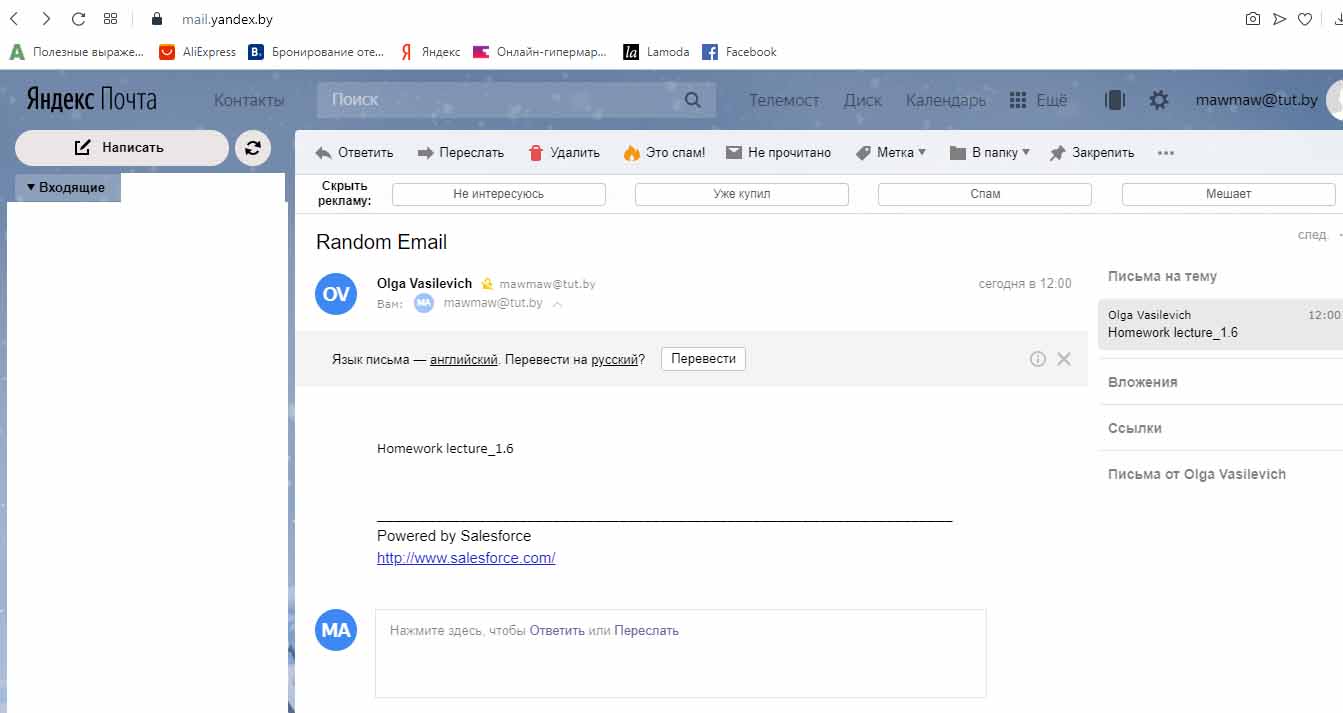 mail.yandex.by
A Полезные выраже... AliExpress B. Бронирование оте... Я Яндекс Онлайн-гипермар... la Lamoda f Facebook
Яндекс Почта Контакты Поиск Телемост Диск Календарь Ещё mawmaw@tut.by
Написать
Ответить Переслать Удалить Это спам! Не прочитано Метка В папку Закрепить
Входящие
Скрыть рекламу: Не интересуюсь Уже купил Спам Мешает
Random Email
след.
OV Olga Vasilevich mawmaw@tut.by сегодня в 12:00
Вам: MA mawmaw@tut.by
Язык письма — английский. Перевести на русский? Перевести
Homework lecture_1.6
Powered by Salesforce
http://www.salesforce.com/
MA Нажмите здесь, чтобы Ответить или Переслать
Письма на тему
Olga Vasilevich 12:00
Homework lecture_1.6
Вложения
Ссылки
Письма от Olga Vasilevich